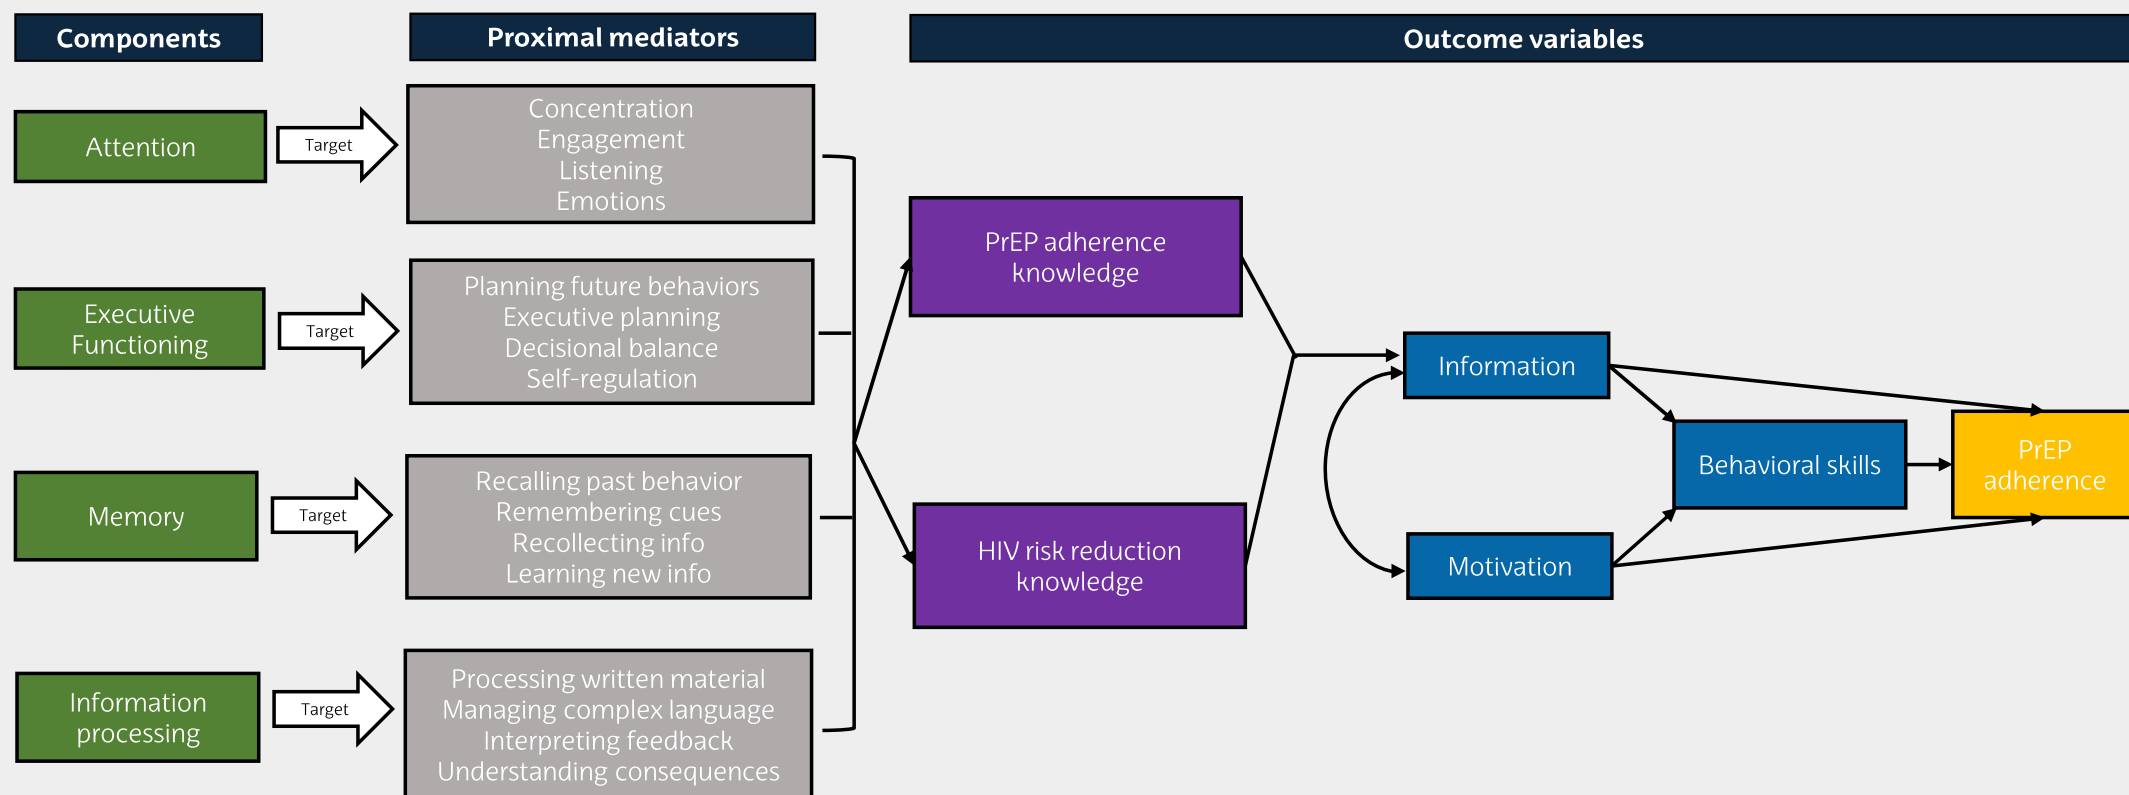 Components
Proximal mediators
Outcome variables
Attention
Target
Concentration
Engagement
Listening
Emotions
Executive
Functioning
Target
Planning future behaviors
Executive planning
Decisional balance
Self-regulation
Memory
Target
Recalling past behavior
Remembering cues
Recollecting info
Learning new info
Information
processing
Target
Processing written material
Managing complex language
Interpreting feedback
Understanding consequences
PrEP adherence
knowledge
HIV risk reduction
knowledge
Information
Motivation
Behavioral skills
PrEP
adherence